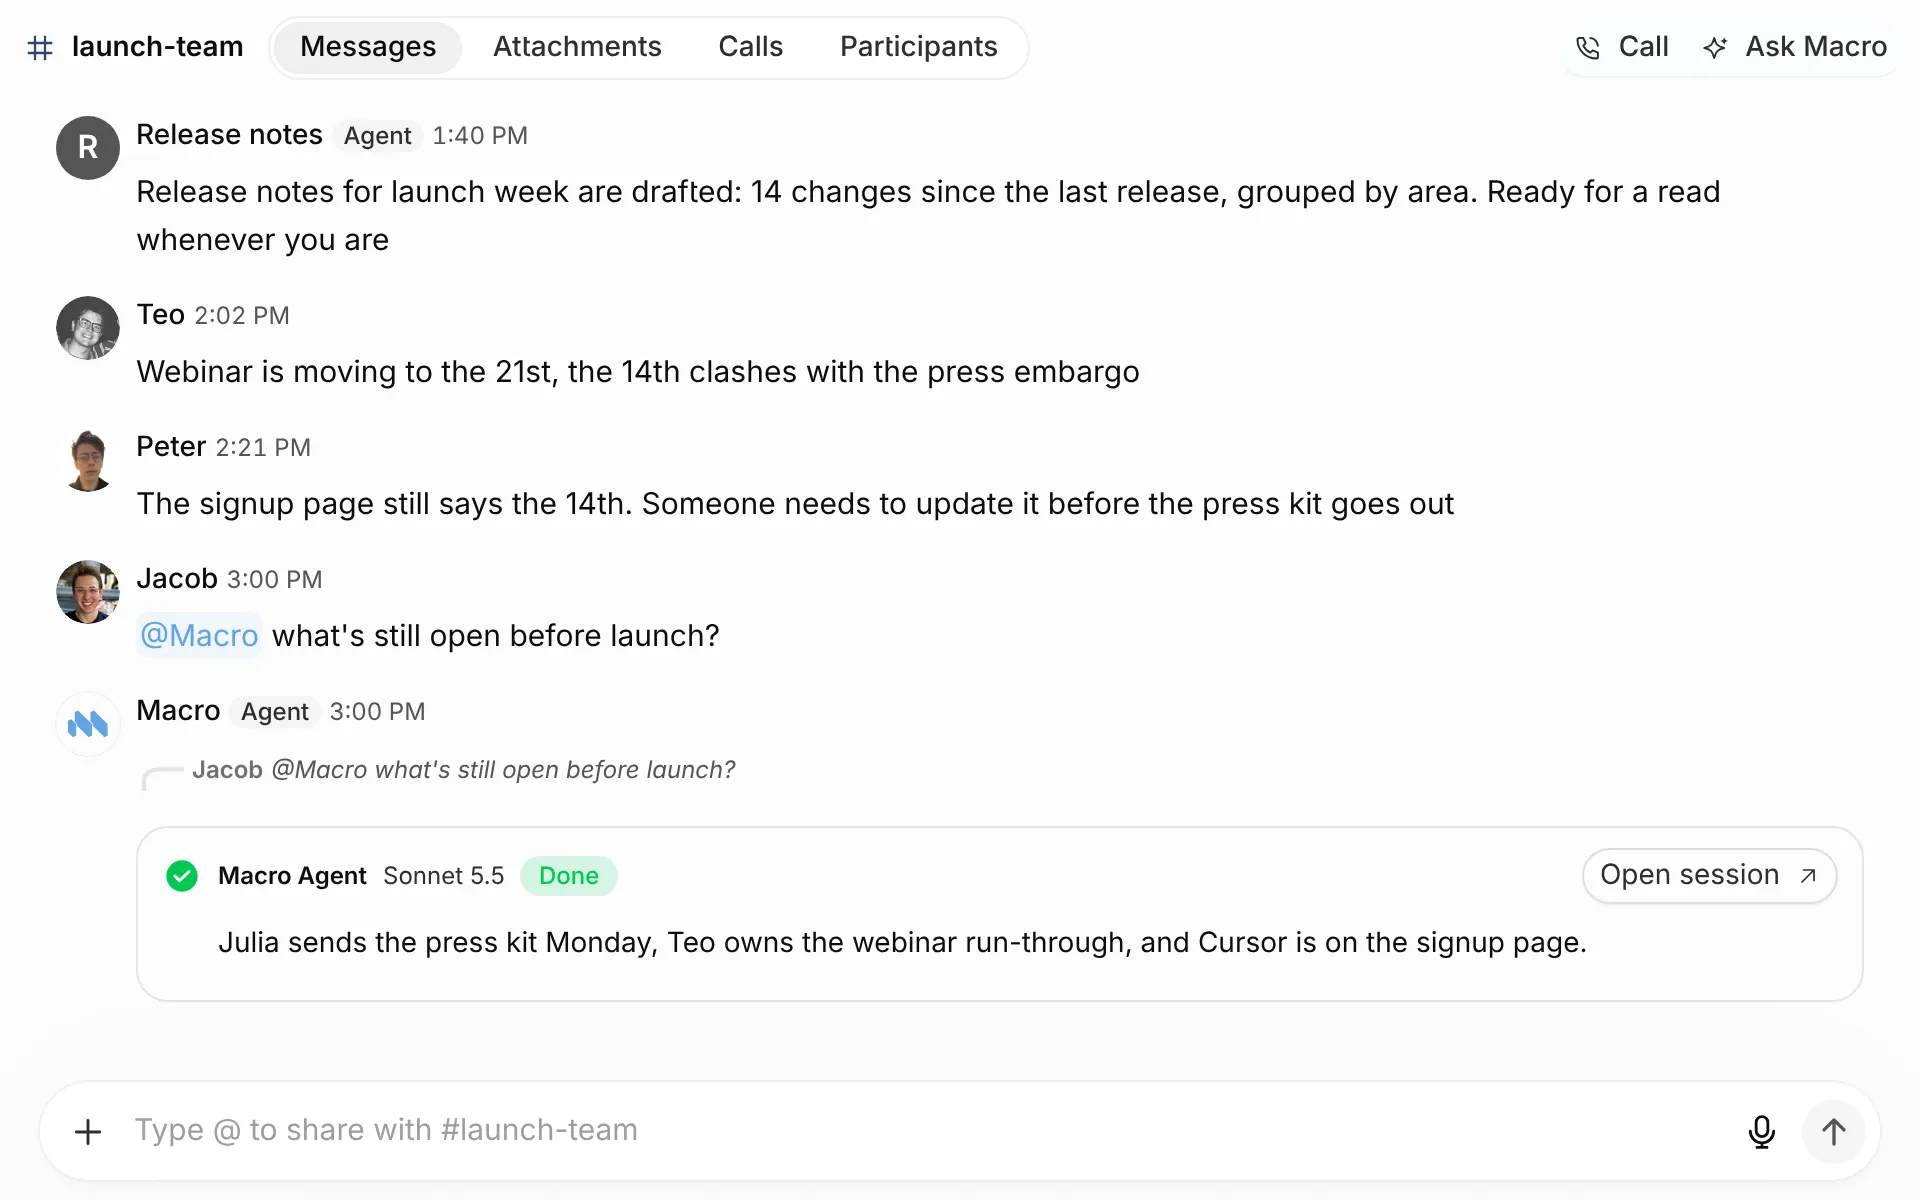 launch-team Messages Attachments Calls Participants Call Ask Macro
R
Release notes Agent 1:40 PM
Release notes for launch week are drafted: 14 changes since the last release, grouped by area. Ready for a read
whenever you are
Teo 2:02 PM
Webinar is moving to the 21st, the 14th clashes with the press embargo
Peter 2:21 PM
The signup page still says the 14th. Someone needs to update it before the press kit goes out
Jacob 3:00 PM
@Macro what's still open before launch?
Macro Agent 3:00 PM
Jacob @Macro what's still open before launch?
Macro Agent Sonnet 5.5 Done Open session
Julia sends the press kit Monday, Teo owns the webinar run-through, and Cursor is on the signup page.
Type @ to share with #launch-team